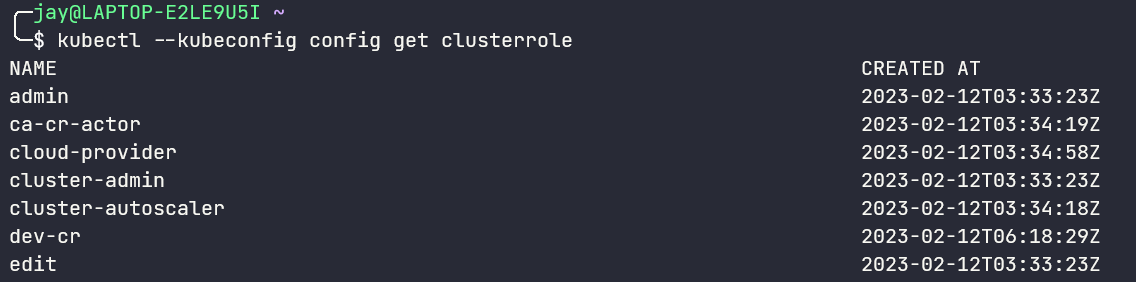 jay@LAPTOP-E2LE9U5I ~
$ kubectl --kubeconfig config get clusterrole
NAME CREATED AT
admin 2023-02-12T03:33:23Z
ca-cr-actor 2023-02-12T03:34:19Z
cloud-provider 2023-02-12T03:34:58Z
cluster-admin 2023-02-12T03:33:23Z
cluster-autoscaler 2023-02-12T03:34:18Z
dev-cr 2023-02-12T06:18:29Z
edit 2023-02-12T03:33:23Z